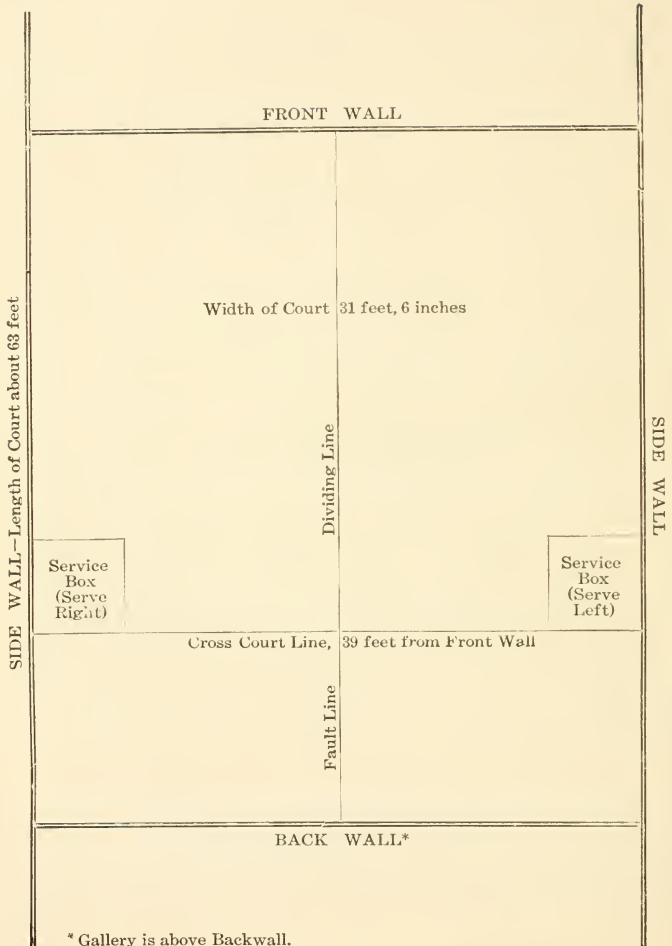 FRONT WALL
Width of Court 31 feet, 6 inches
SIDE WALL—Length of Court about 63 feet
Dividing Line
SIDE WALL
Service
Box
(Serve
Right)
Service
Box
(Serve
Left)
Cross Court Line, 39 feet from Front Wall
Fault Line
BACK WALL*
* Gallery is above Backwall.